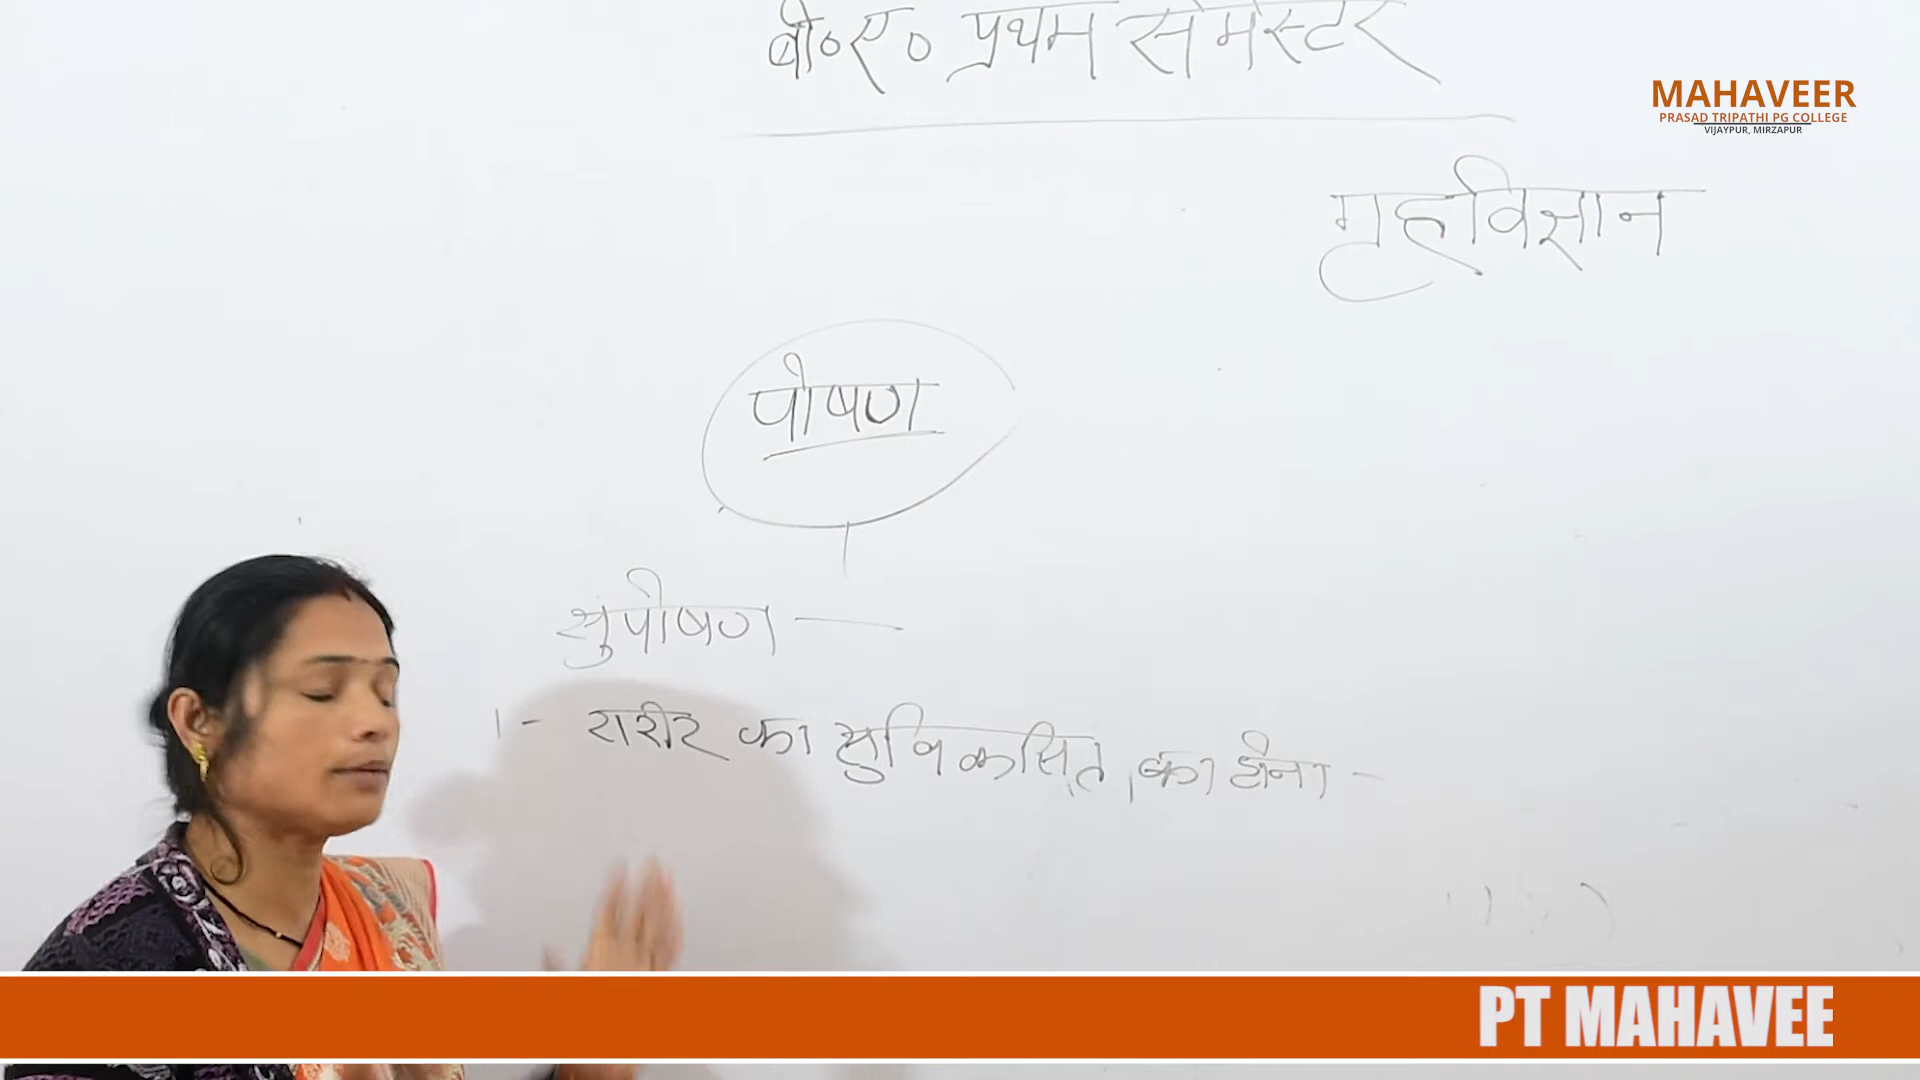 बी०ए० प्रथम सेमेस्टर
MAHAVEER
PRASAD TRIPATHI PG COLLEGE
VIJAYPUR, MIRZAPUR
गृहविज्ञान
पोषण
सुपोषण —
1- शरीर का सुविकसित का होना -
PT MAHAVEE